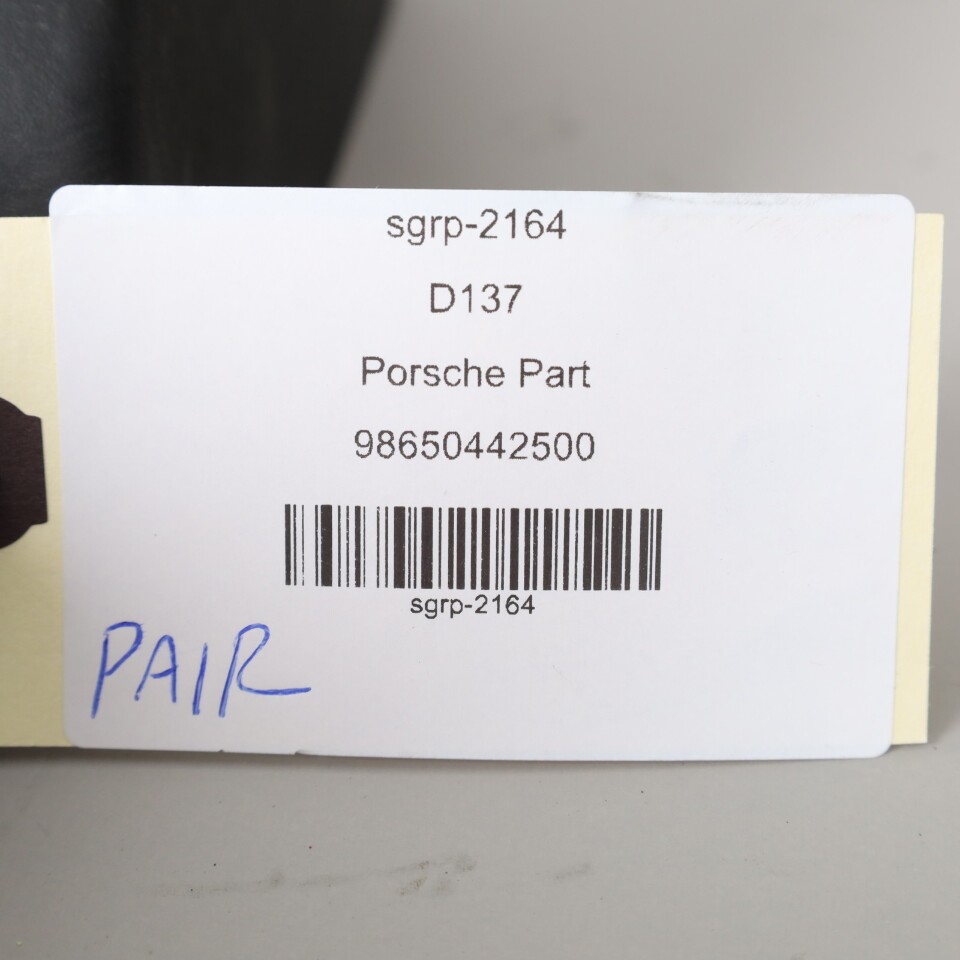 sgrp-2164
D137
Porsche Part
98650442500
sgrp-2164
PAIR